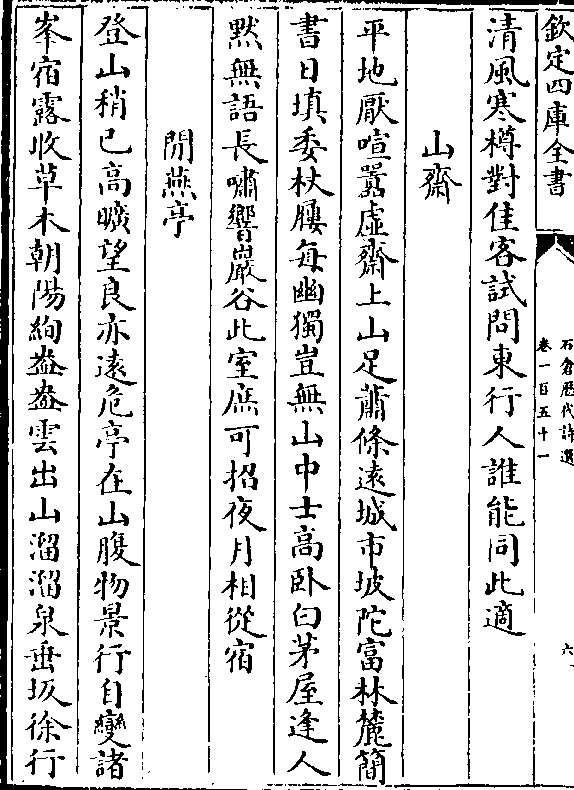 欽定四庫全書
石倉歷代詩選
卷一百五十一
六
清風寒樽對佳客試問東行人誰能同此適
山齋
平地厭喧囂虛齋上山足蕭條遠城市坡陀富林麓簡
書日填委杖屨每幽獨豈無山中士高卧白茅屋逢人
黙無語長嘯響巖谷此室庶可招夜月相從宿
閒燕亭
登山稍已高曠望良亦遠危亭在山腹物景行自變諸
峯宿露收草木朝陽絢盎盎雲出山溜溜泉垂坂徐行